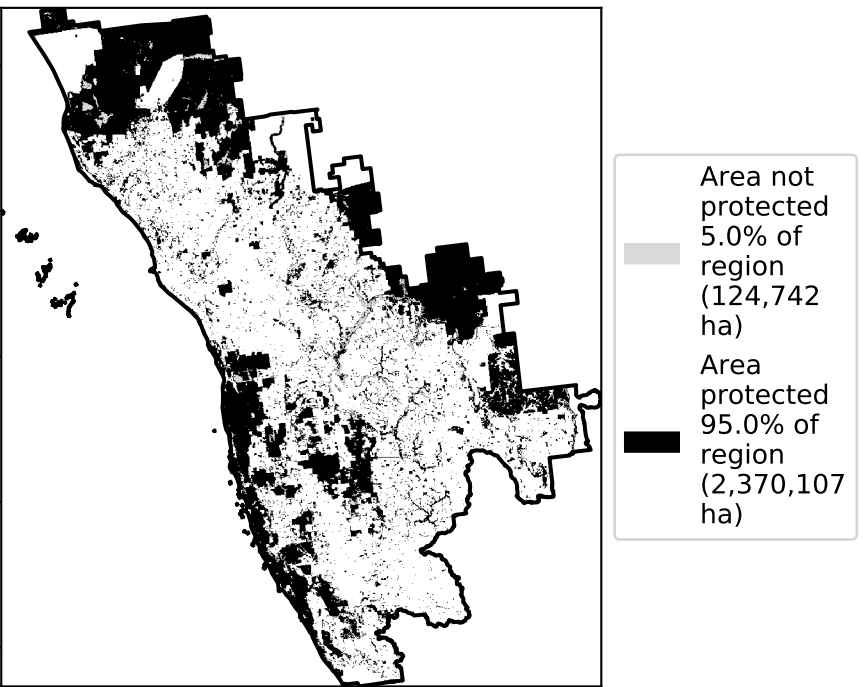 Area not
protected
5.0% of
region
(124,742
ha)
Area
protected
95.0% of
region
(2,370,107
ha)